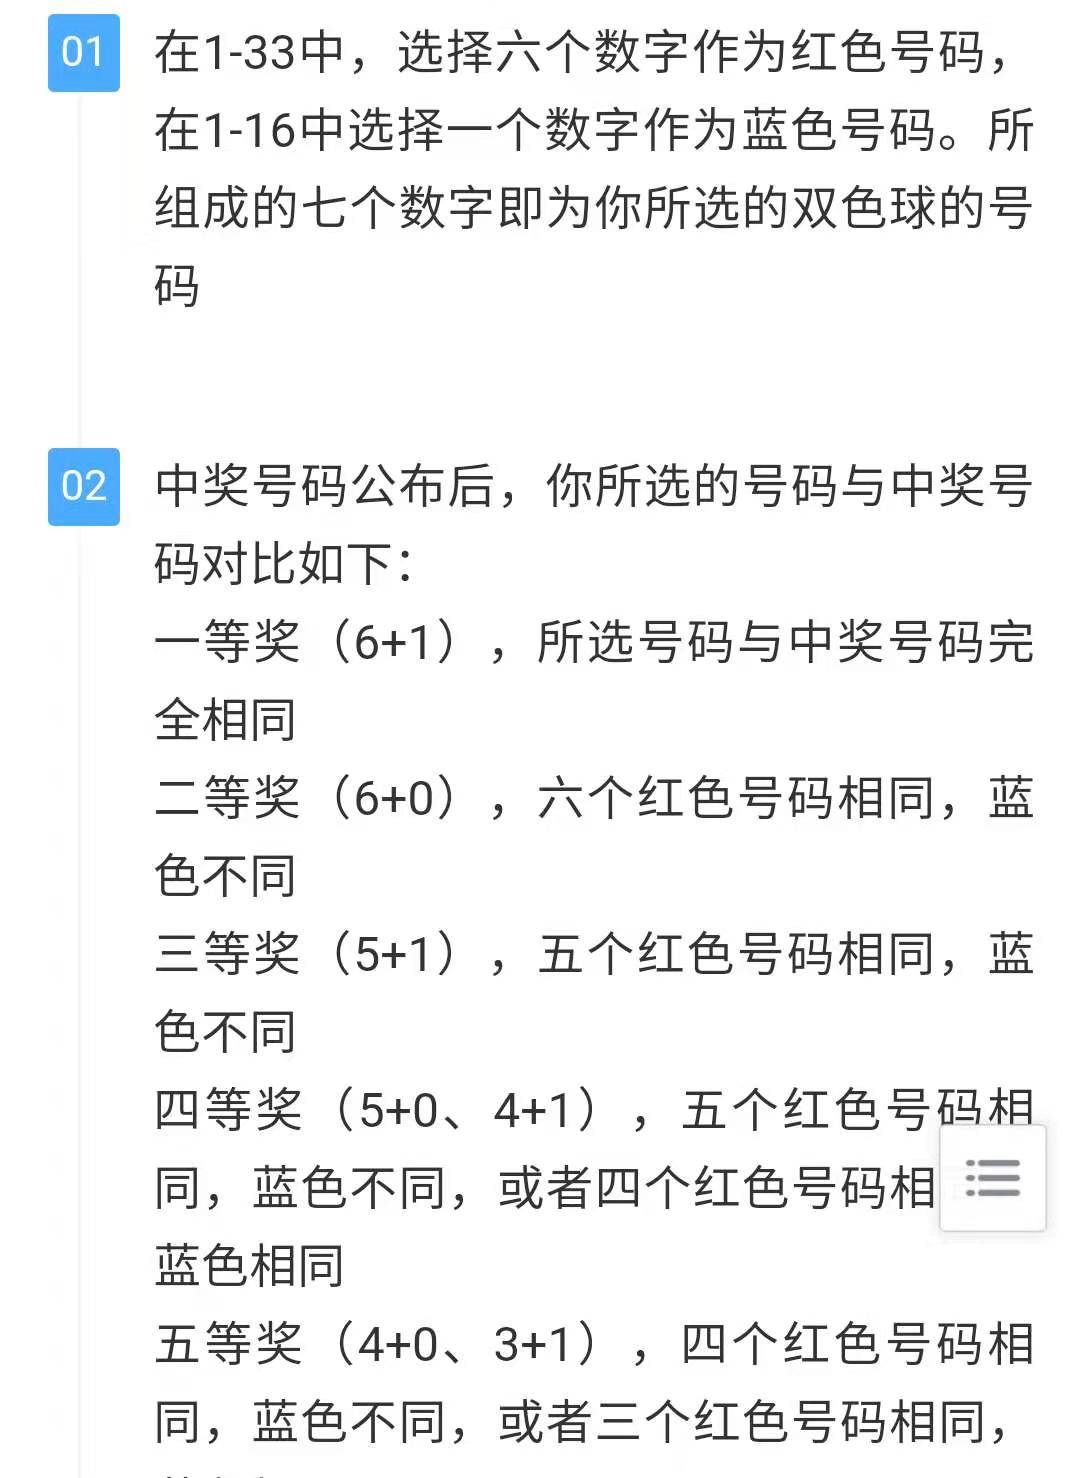 01
在1-33中，选择六个数字作为红色号码，
在1-16中选择一个数字作为蓝色号码。所
组成的七个数字即为你所选的双色球的号
码
02
中奖号码公布后，你所选的号码与中奖号
码对比如下：
一等奖（6+1），所选号码与中奖号码完
全相同
二等奖（6+0），六个红色号码相同，蓝
色不同
三等奖（5+1），五个红色号码相同，蓝
色不同
四等奖（5+0、4+1），五个红色号码相
同，蓝色不同，或者四个红色号码相
蓝色相同
五等奖（4+0、3+1），四个红色号码相
同，蓝色不同，或者三个红色号码相同，